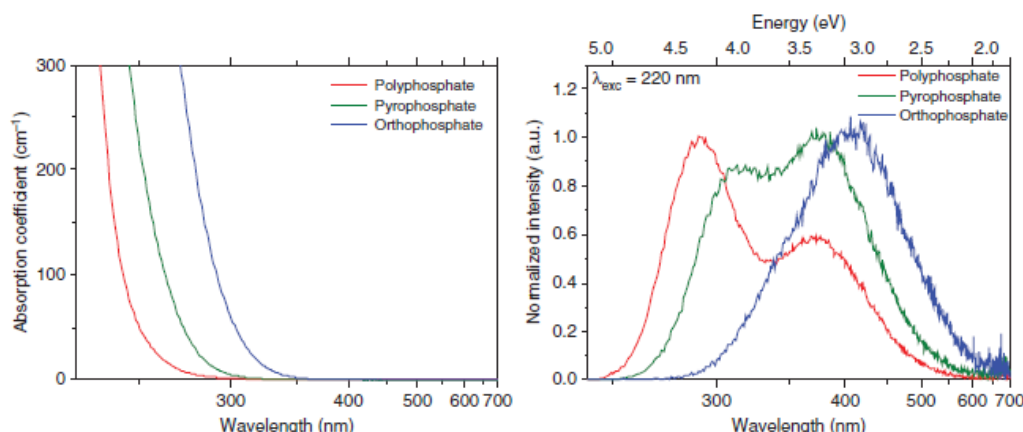 300
200
100
0
Absorption coefficient (cm⁻¹)
Polyphosphate
Pyrophosphate
Orthophosphate
300 400 500 600 700
Wavelength (nm)
Energy (eV)
5.0 4.5 4.0 3.5 3.0 2.5 2.0 1.8
λexc = 220 nm
Polyphosphate
Pyrophosphate
Orthophosphate
1.2
1.0
0.8
0.6
0.4
0.2
0.0
Normalized intensity (a.u.)
300 400 500 600 700
Wavelength (nm)